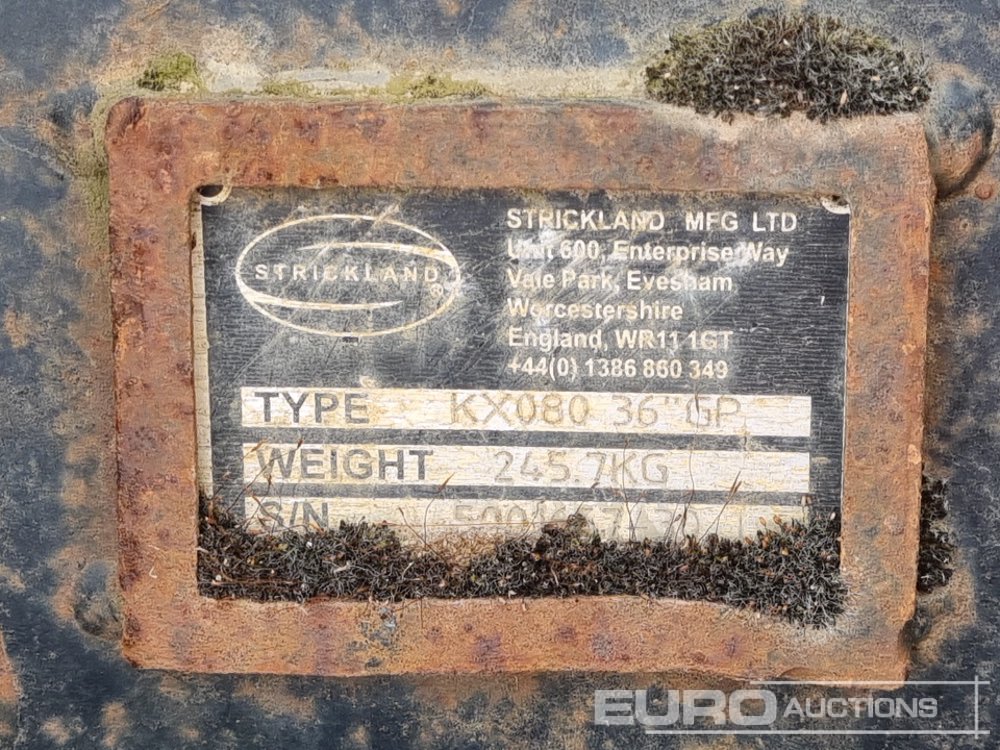 STRICKLAND®
STRICKLAND MFG LTD
Unit 600, Enterprise Way
Vale Park, Evesham
Worcestershire
England, WR11 1GT
+44(0) 1386 860 349
TYPE KX080 36"GP
WEIGHT 245.7KG
S/N
EURO AUCTIONS